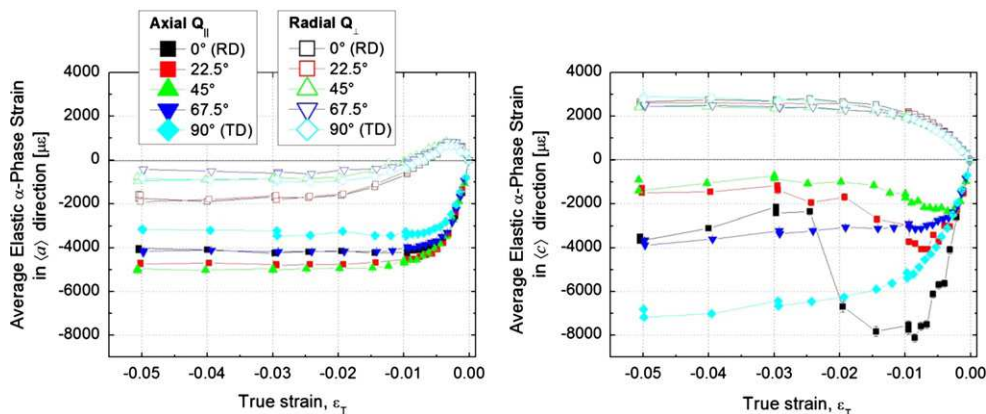 Axial Q||
0° (RD)
22.5°
45°
67.5°
90° (TD)
Radial Q⊥
0° (RD)
22.5°
45°
67.5°
90° (TD)
Average Elastic α-Phase Strain
in ⟨a⟩ direction [με]
4000
2000
0
-2000
-4000
-6000
-8000
-0.05
-0.04
-0.03
-0.02
-0.01
0.00
True strain, εT
Average Elastic α-Phase Strain
in ⟨c⟩ direction [με]
4000
2000
0
-2000
-4000
-6000
-8000
-0.05
-0.04
-0.03
-0.02
-0.01
0.00
True strain, εT